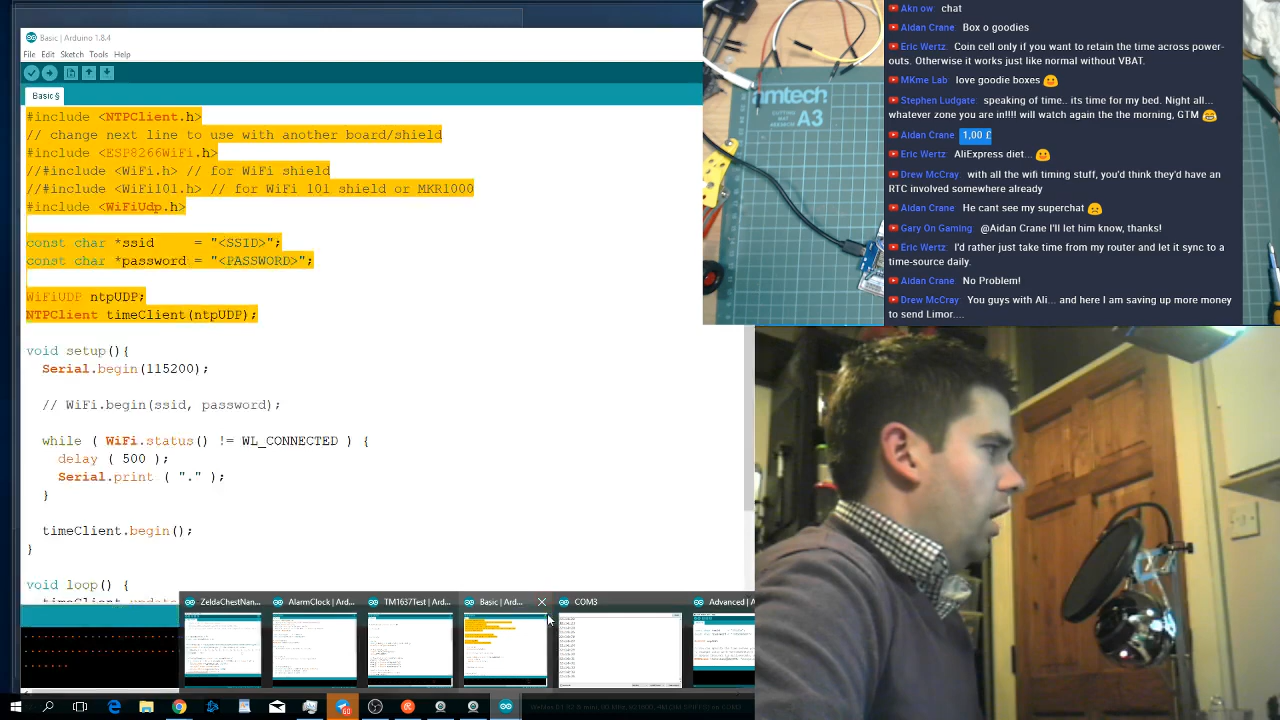 Basic | Arduino 1.8.4
File Edit Sketch Tools Help
Basic §
#include <NTPClient.h>
// change next line to use with another board/shield
#include <ESP8266WiFi.h>
//#include <WiFi.h> // for WiFi shield
//#include <WiFi101.h> // for WiFi 101 shield or MKR1000
#include <WiFiUdp.h>
const char *ssid     = "<SSID>";
const char *password = "<PASSWORD>";
WiFiUDP ntpUDP;
NTPClient timeClient(ntpUDP);
void setup(){
Serial.begin(115200);
// WiFi.begin(ssid, password);
while ( WiFi.status() != WL_CONNECTED ) {
delay ( 500 );
Serial.print ( "." );
}
timeClient.begin();
}
void loop() {
ZeldaChestNan...
AlarmClock | Ard...
TM1637Test | Ard...
Basic | Ard...
COM3
Advanced | Ardu
amtech
CUTTING MAT
A3
Akn ow chat
Aidan Crane Box o goodies
Eric Wertz Coin cell only if you want to retain the time across power-
outs. Otherwise it works just like normal without VBAT.
MKme Lab love goodie boxes
Stephen Ludgate speaking of time.. its time for my bed. Night all...
whatever zone you are in!!!! will watch again the the morning, GTM
Aidan Crane 1,00 £
Eric Wertz AliExpress diet...
Drew McCray with all the wifi timing stuff, you'd think they'd have an
RTC involved somewhere already
Aidan Crane He cant see my superchat
Gary On Gaming @Aidan Crane I'll let him know, thanks!
Eric Wertz I'd rather just take time from my router and let it sync to a
time-source daily.
Aidan Crane No Problem!
Drew McCray You guys with Ali... and here I am saving up more money
to send Limor....